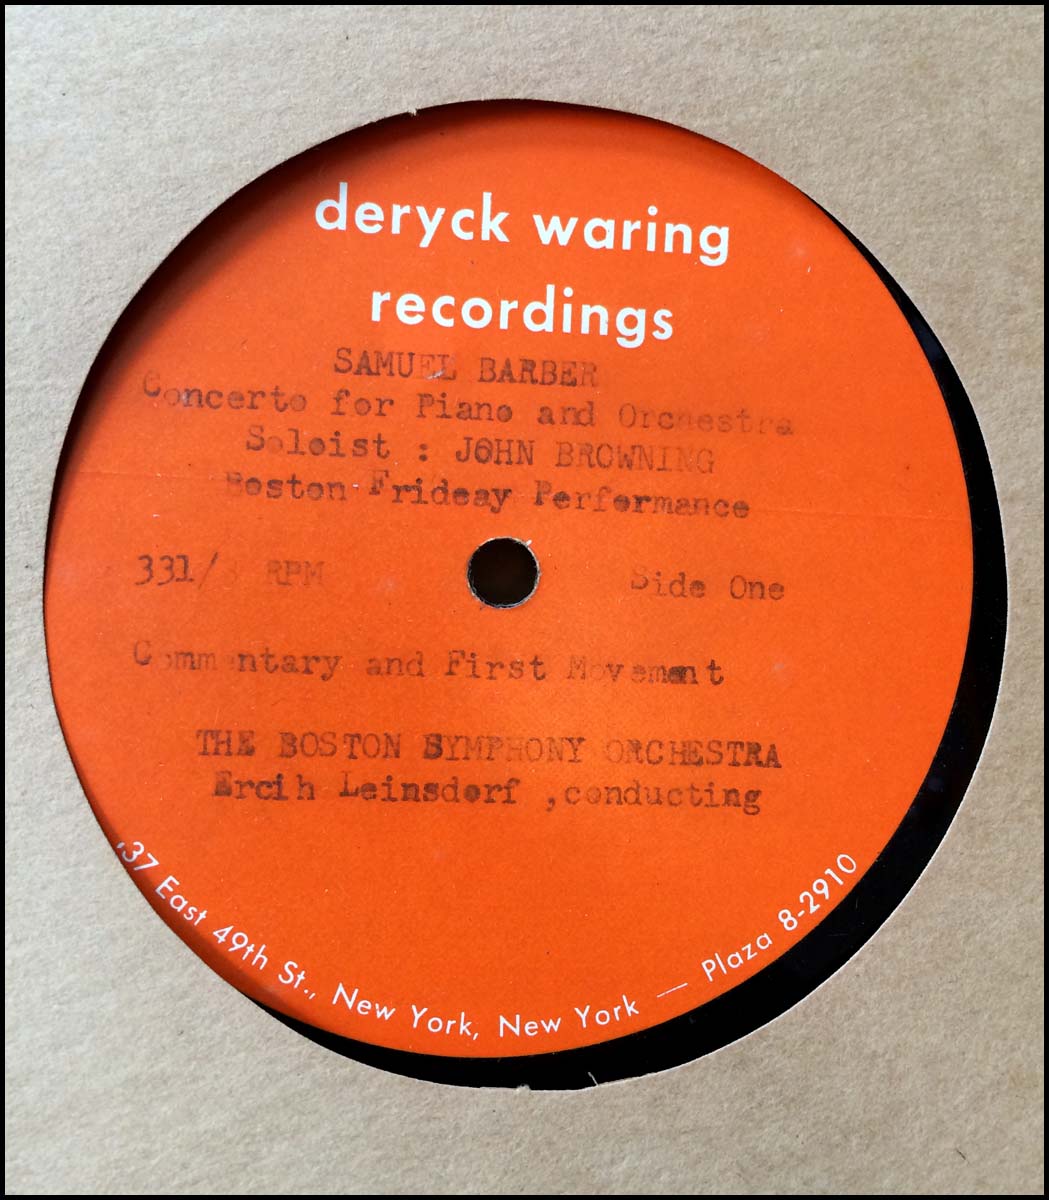 deryck waring
recordings
SAMUEL BARBER
Concerto for Piano and Orchestra
Soloist : JOHN BROWNING
Boston Frideay Performance
331/3 RPM
Side One
Commentary and First Movement
THE BOSTON SYMPHONY ORCHESTRA
Ercih Leinsdorf ,conducting
37 East 49th St., New York, New York — Plaza 8-2910